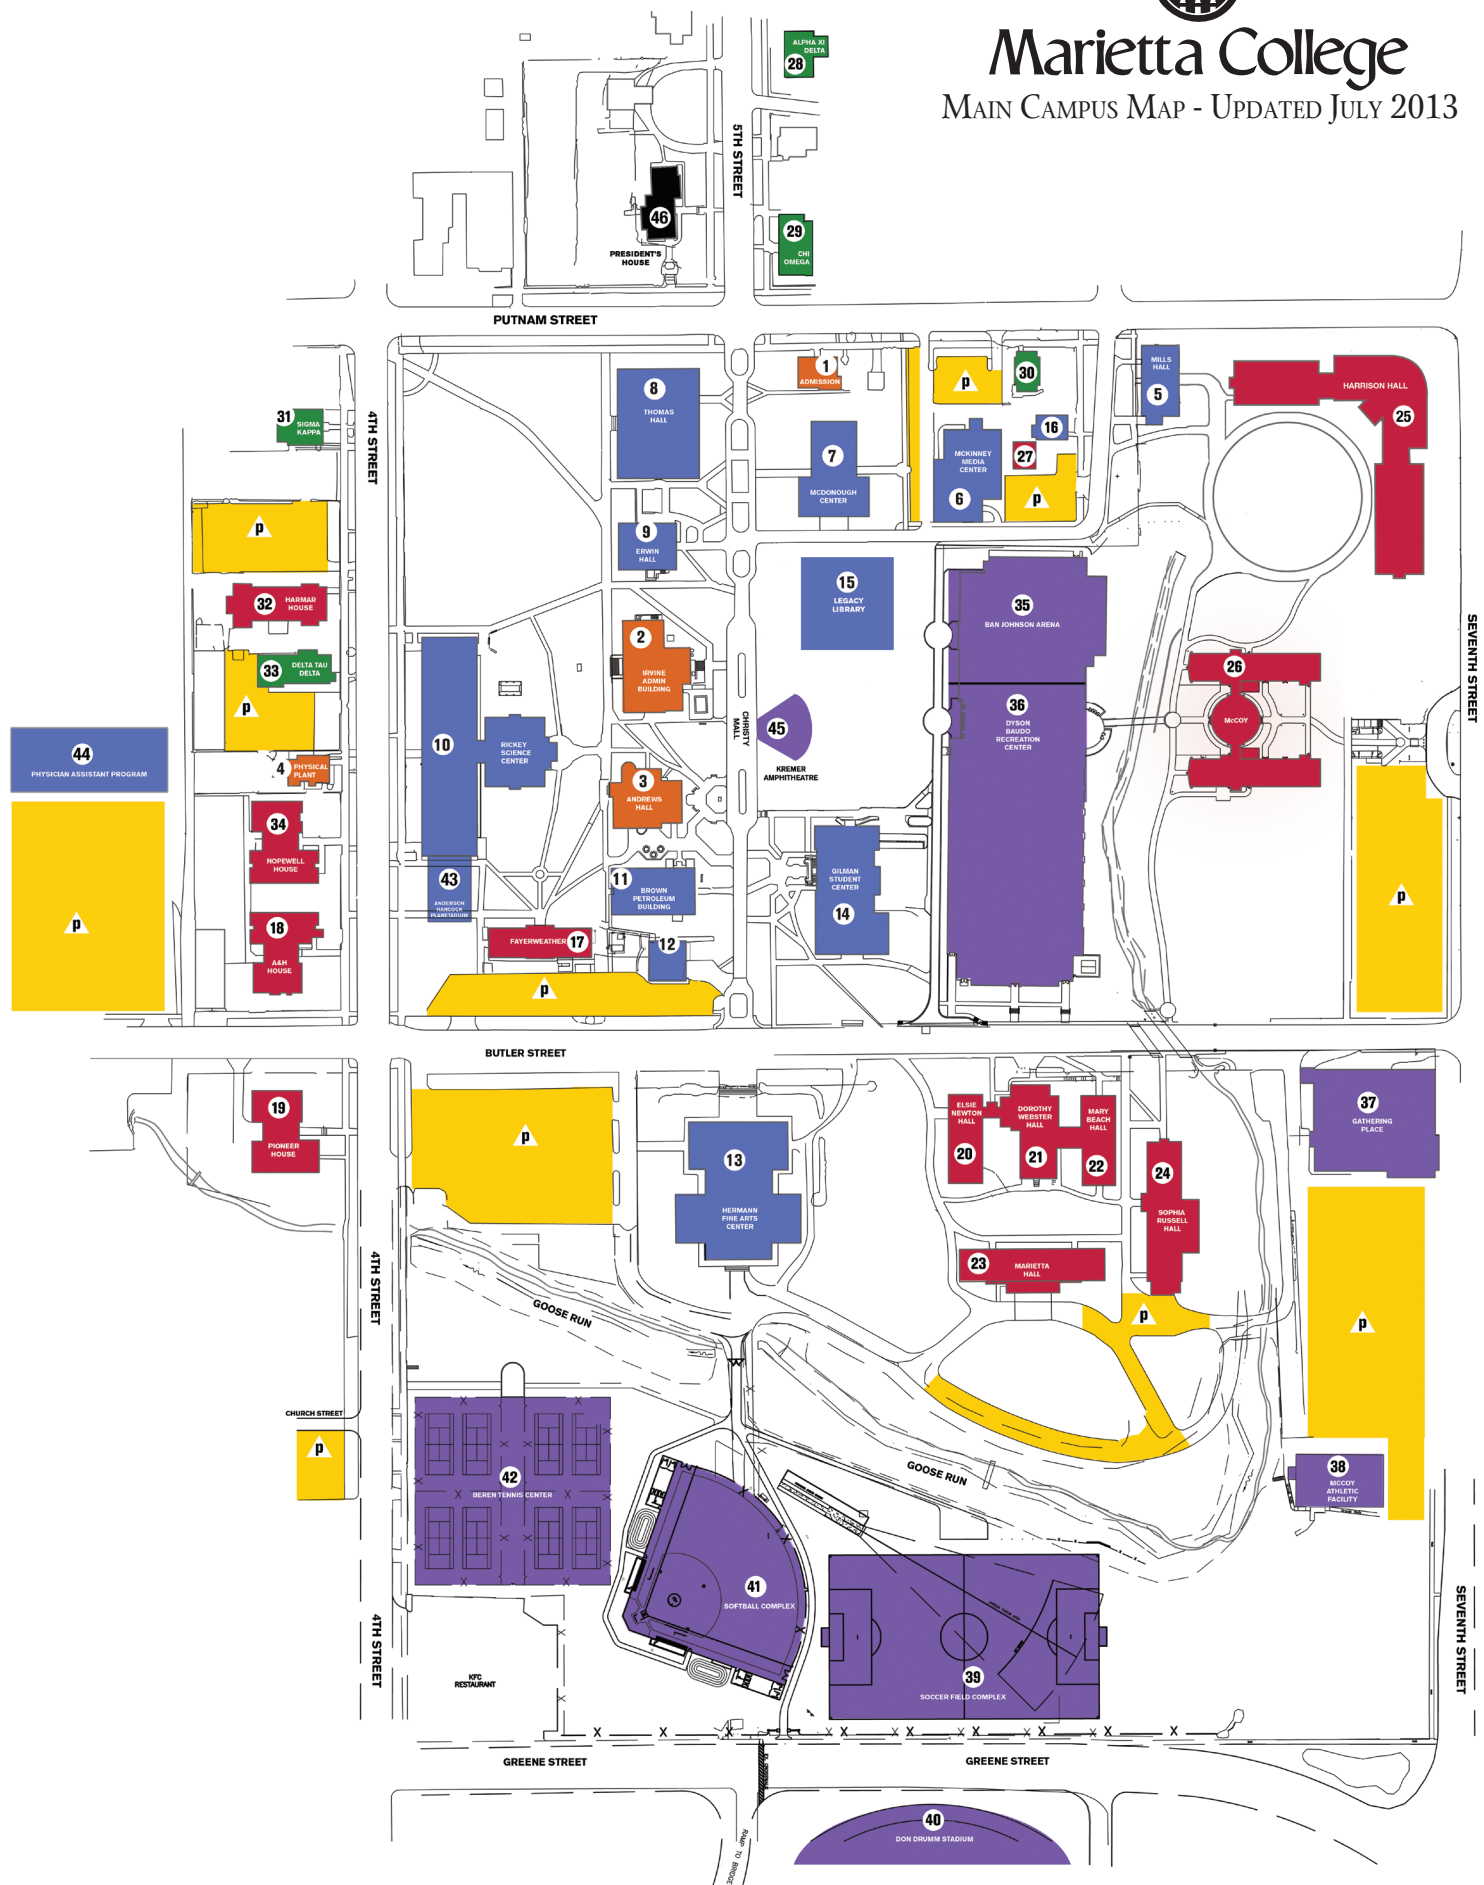 Marietta College
Main Campus Map - Updated July 2013
ALPHA XI
DELTA
28
5TH STREET
46
PRESIDENT'S
HOUSE
29
CHI
OMEGA
PUTNAM STREET
1
ADMISSION
P
30
MILLS
HALL
5
HARRISON HALL
25
8
THOMAS
HALL
31
SIGMA
KAPPA
4TH STREET
7
MCDONOUGH
CENTER
MCKINNEY
MEDIA
CENTER
6
16
27
P
P
9
ERWIN
HALL
15
LEGACY
LIBRARY
35
BAN JOHNSON ARENA
32
HARMAR
HOUSE
2
IRVINE
ADMIN
BUILDING
33
DELTA TAU
DELTA
P
26
McCOY
SEVENTH STREET
36
DYSON
BAUDO
RECREATION
CENTER
CHRISTY
MALL
45
KREMER
AMPHITHEATRE
44
PHYSICIAN ASSISTANT PROGRAM
10
RICKEY
SCIENCE
CENTER
4
PHYSICAL
PLANT
3
ANDREWS
HALL
34
HOPEWELL
HOUSE
43
ANDERSON
HANCOCK
PLANETARIUM
11
BROWN
PETROLEUM
BUILDING
GILMAN
STUDENT
CENTER
14
P
P
18
A&H
HOUSE
FAYERWEATHER
17
12
P
BUTLER STREET
19
PIONEER
HOUSE
P
13
HERMANN
FINE ARTS
CENTER
ELSIE
NEWTON
HALL
20
DOROTHY
WEBSTER
HALL
21
MARY
BEACH
HALL
22
24
SOPHIA
RUSSELL
HALL
37
GATHERING
PLACE
23
MARIETTA
HALL
4TH STREET
GOOSE RUN
P
P
CHURCH STREET
P
42
BEREN TENNIS CENTER
GOOSE RUN
38
MCCOY
ATHLETIC
FACILITY
41
SOFTBALL COMPLEX
4TH STREET
KFC
RESTAURANT
39
SOCCER FIELD COMPLEX
SEVENTH STREET
GREENE STREET
GREENE STREET
40
DON DRUMM STADIUM
RAMP TO BRIDGE